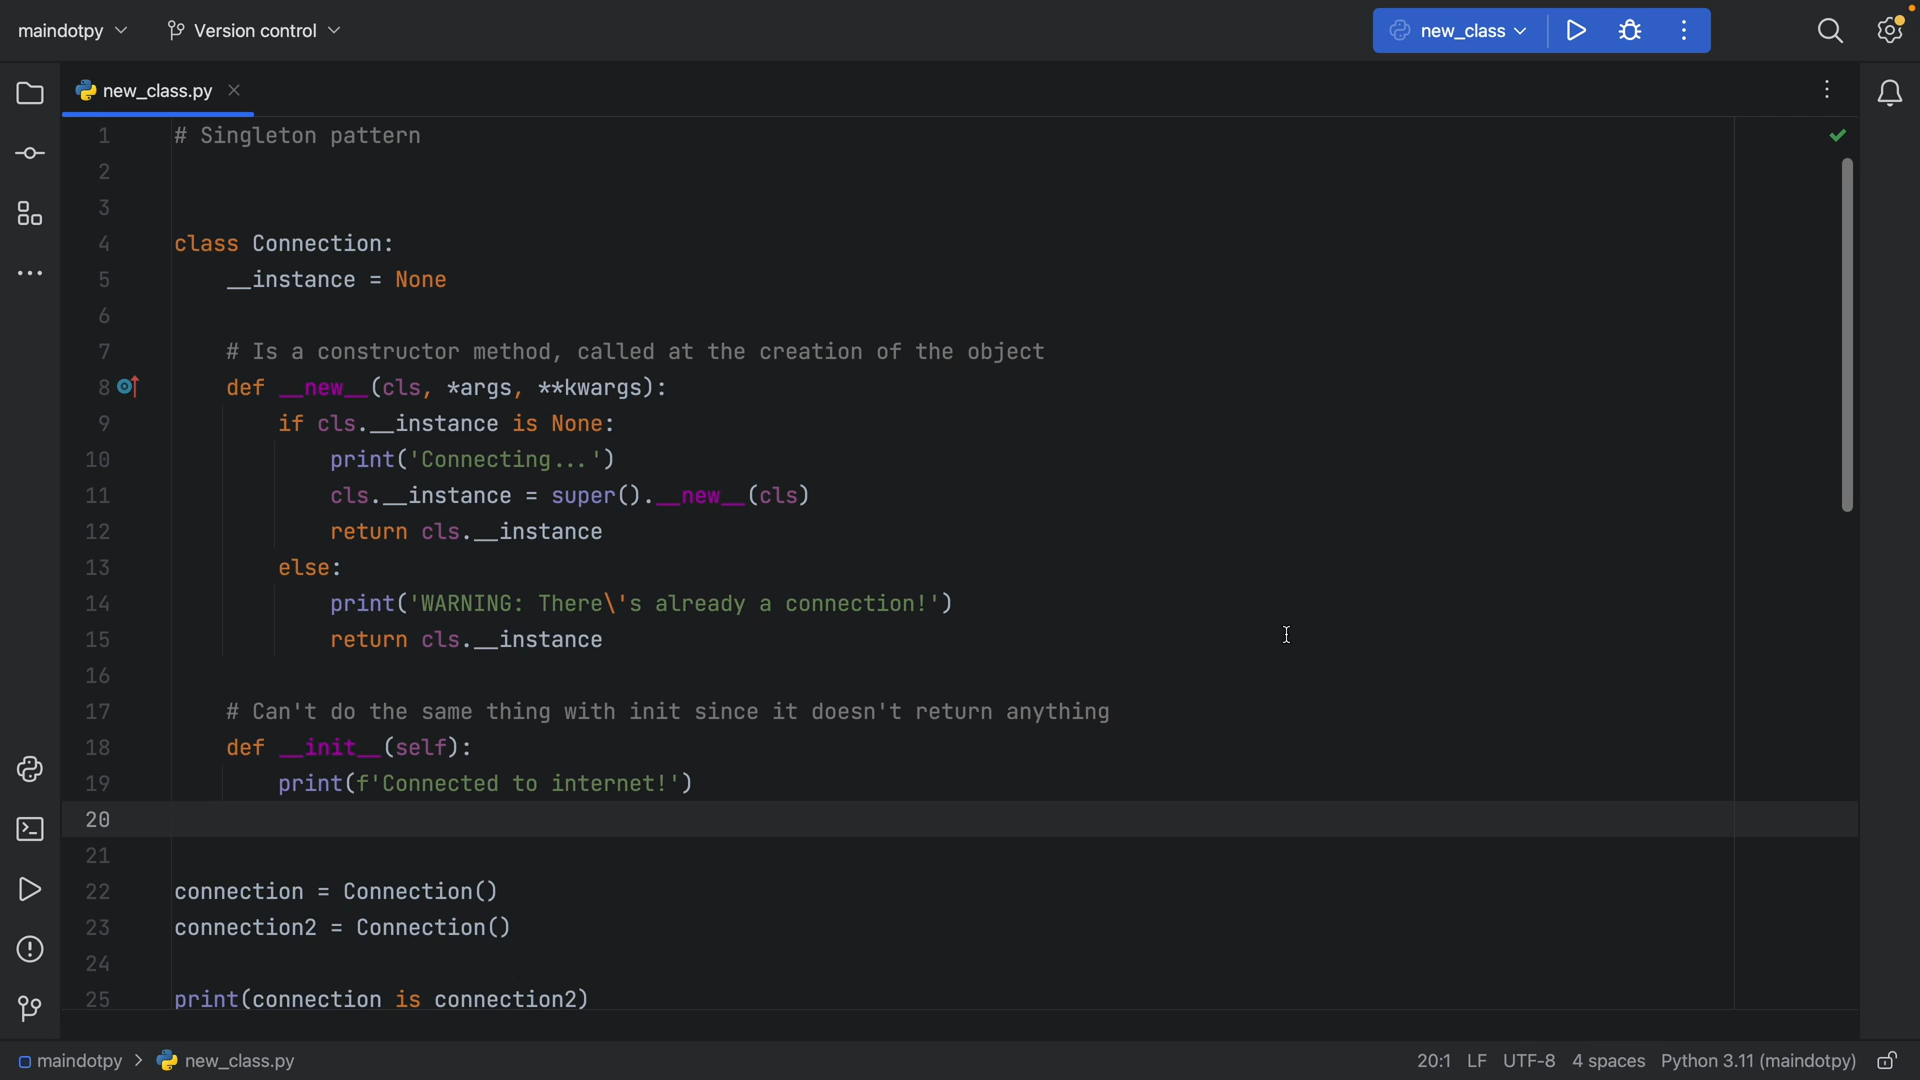 maindotpy
Version control
new_class
new_class.py
1 # Singleton pattern
2
3
4 class Connection:
5     __instance = None
6
7     # Is a constructor method, called at the creation of the object
8     def __new__(cls, *args, **kwargs):
9         if cls.__instance is None:
10             print('Connecting...')
11             cls.__instance = super().__new__(cls)
12             return cls.__instance
13         else:
14             print('WARNING: There\'s already a connection!')
15             return cls.__instance
16
17     # Can't do the same thing with init since it doesn't return anything
18     def __init__(self):
19         print(f'Connected to internet!')
20
21
22 connection = Connection()
23 connection2 = Connection()
24
25 print(connection is connection2)
maindotpy > new_class.py 20:1 LF UTF-8 4 spaces Python 3.11 (maindotpy)